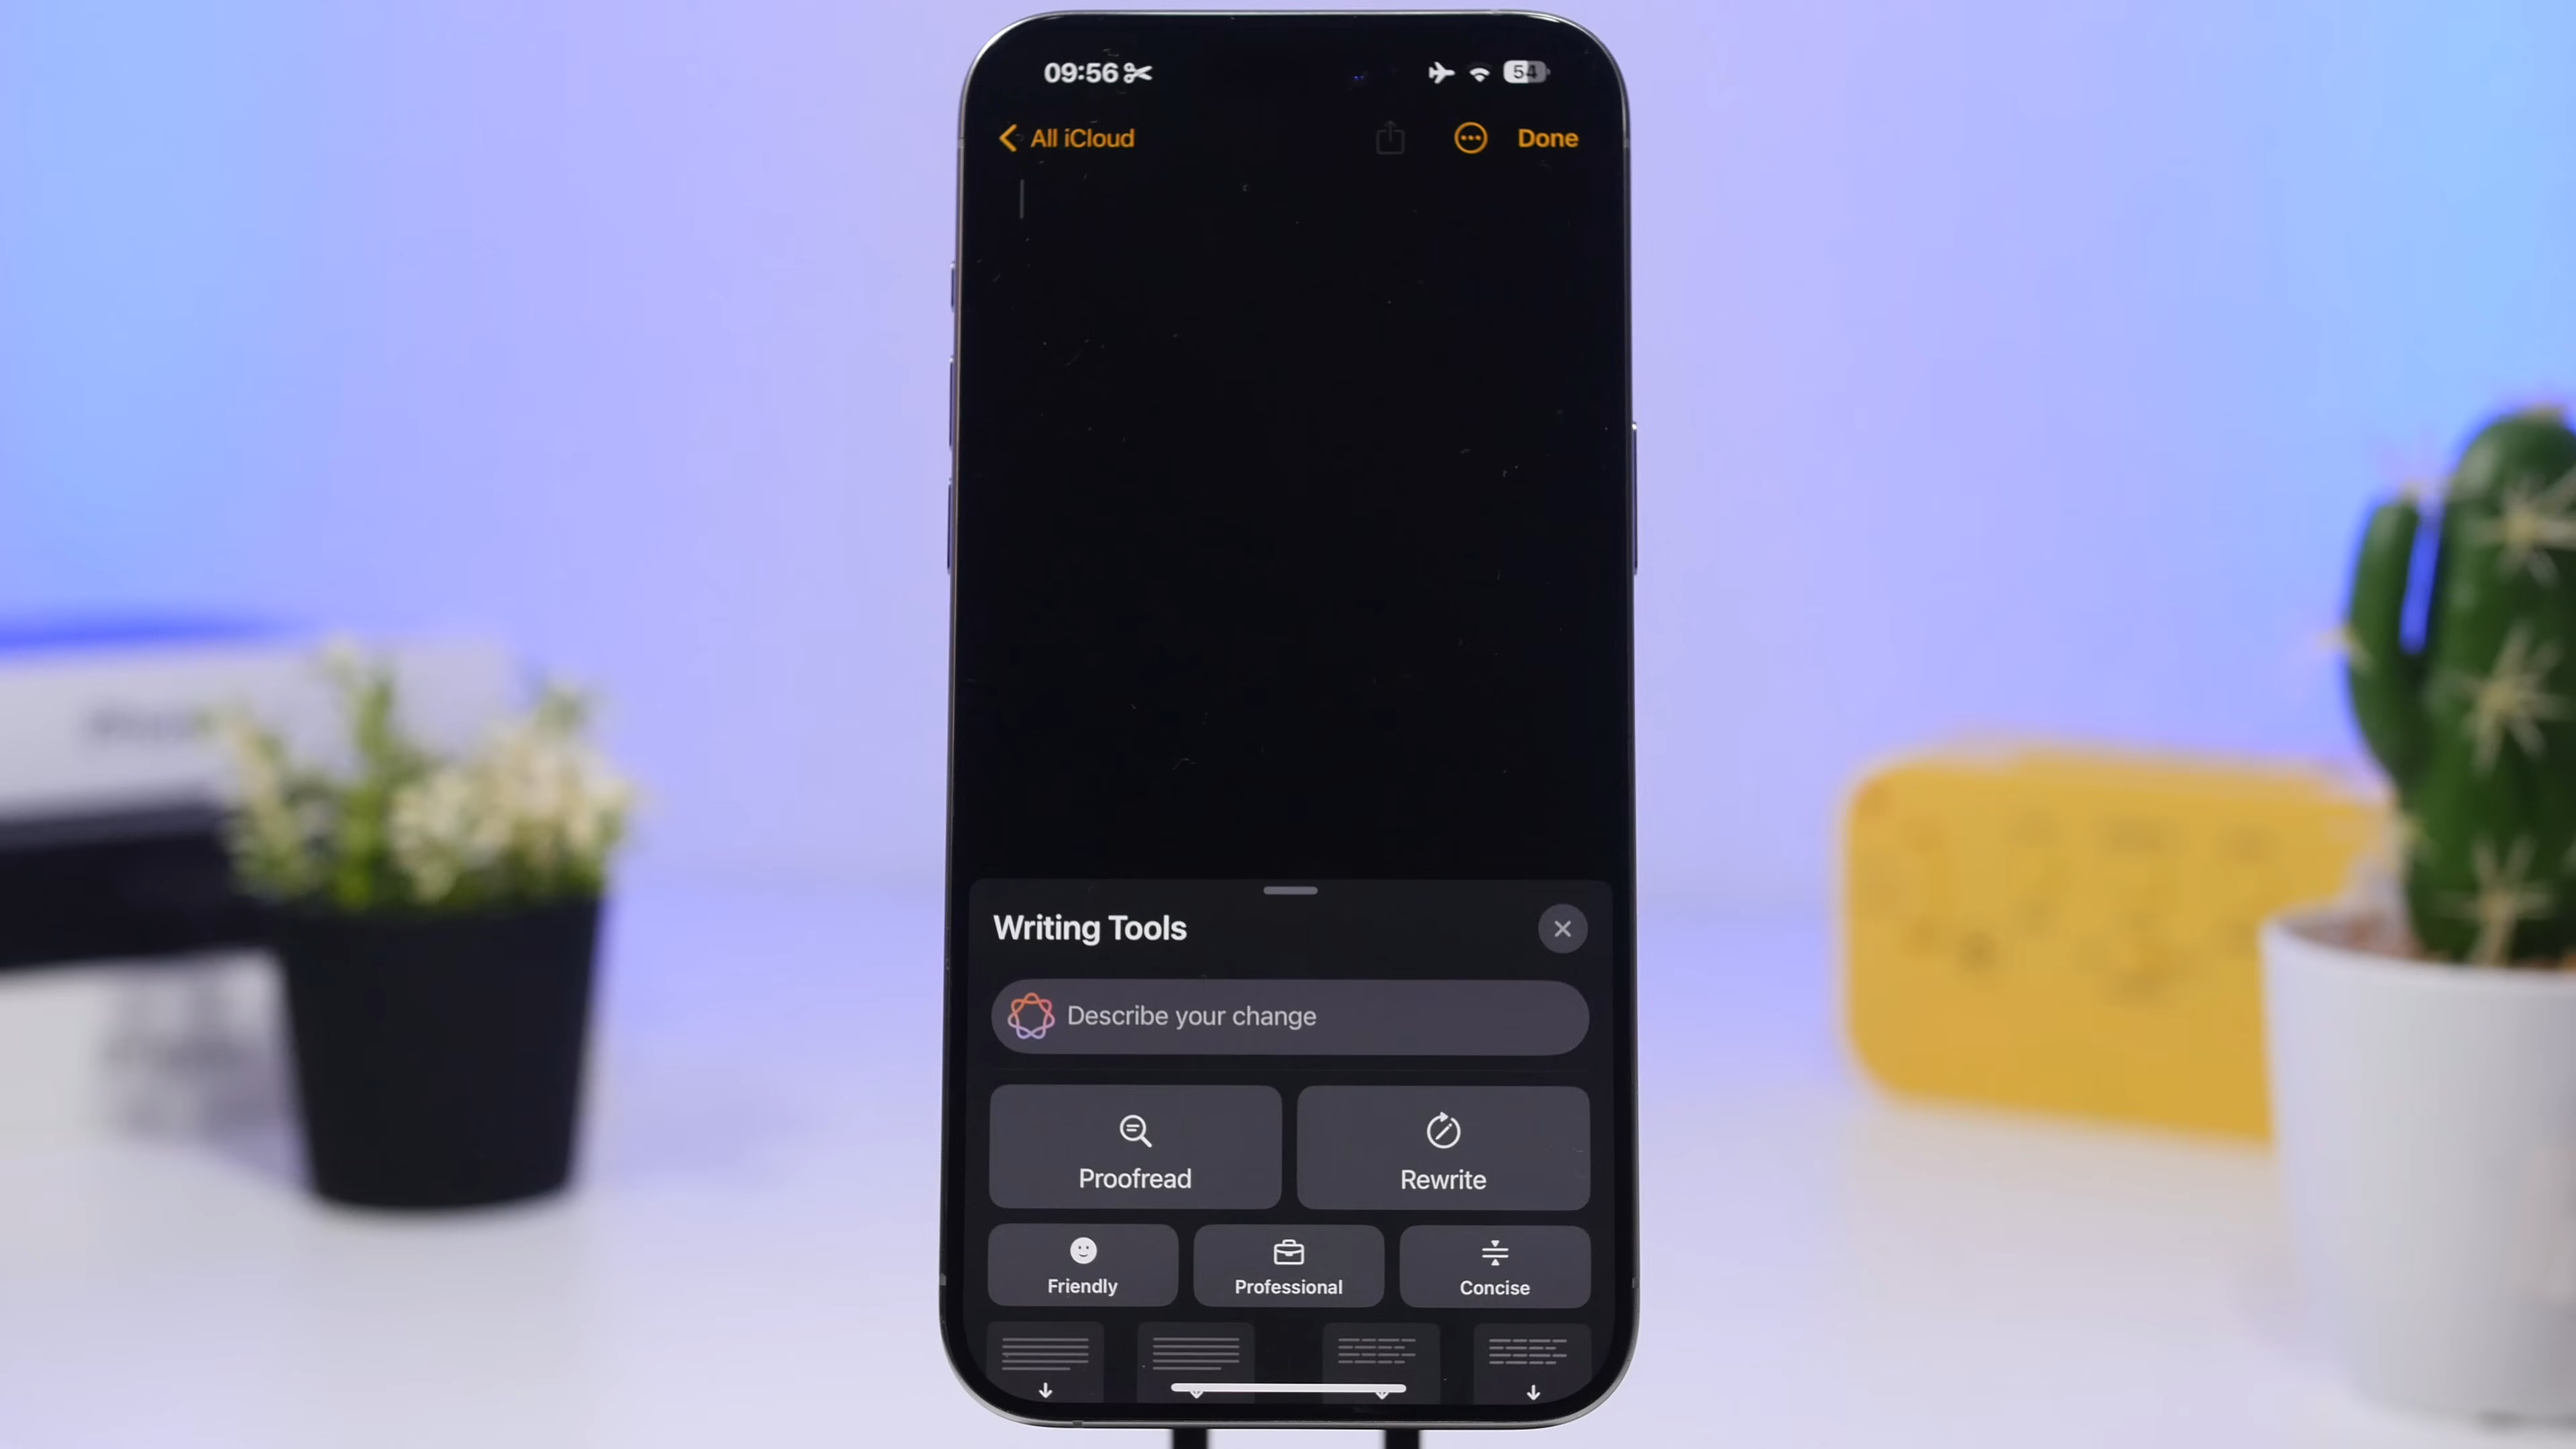 09:56
54
All iCloud
Done
Writing Tools
Describe your change
Proofread
Rewrite
Friendly
Professional
Concise